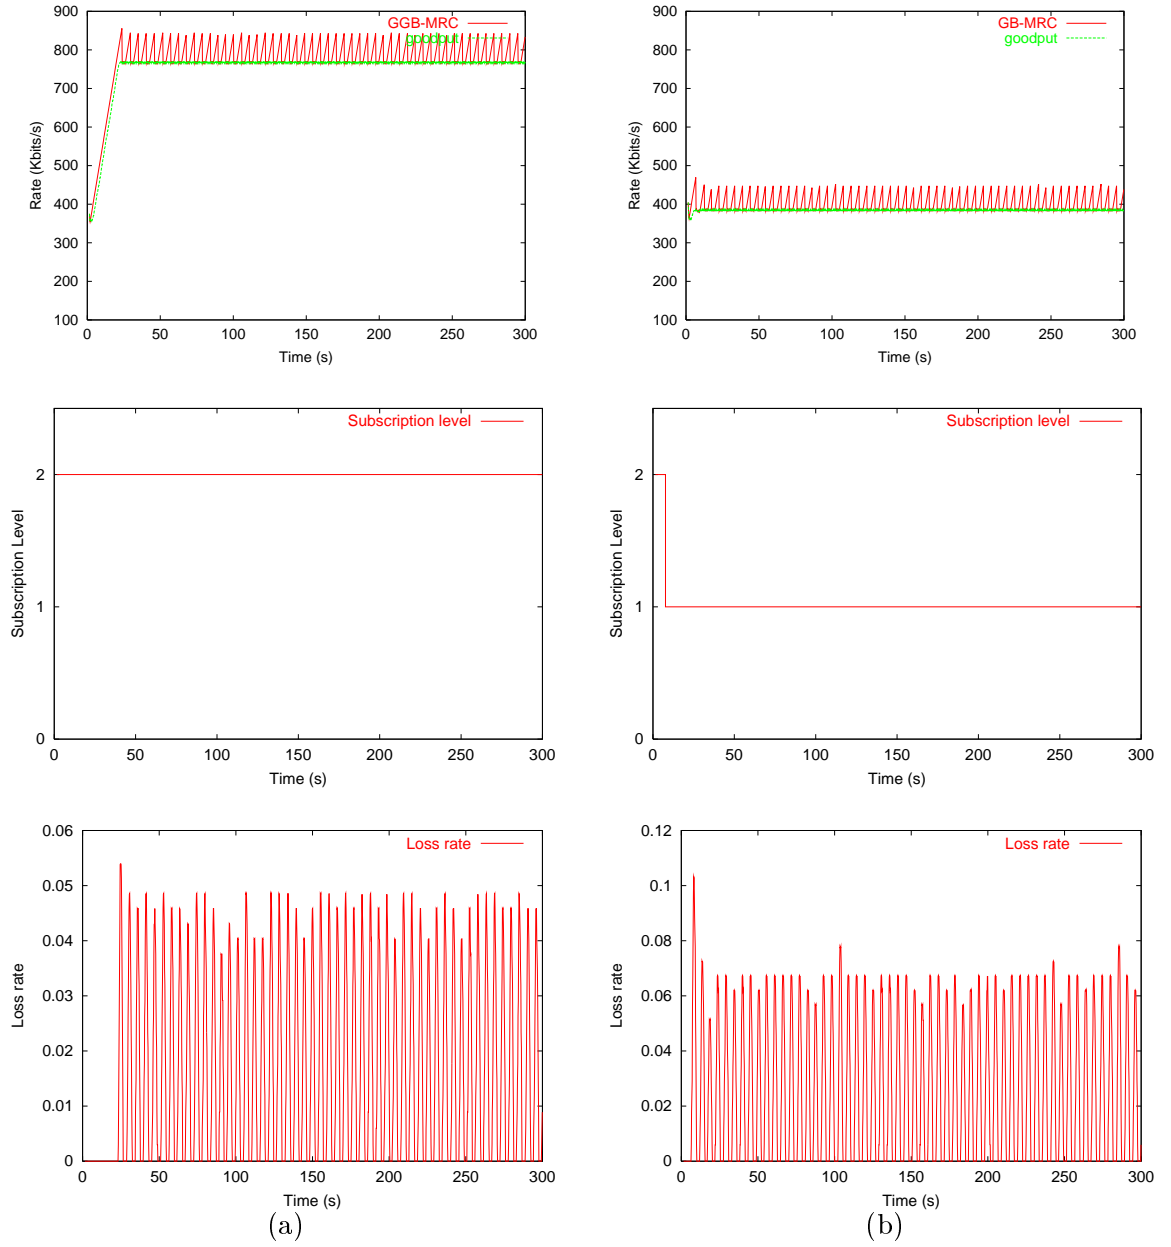 900
800
700
600
500
400
300
200
100
0 50 100 150 200 250 300
Rate (Kbits/s)
Time (s)
GGB-MRC
goodput
900
800
700
600
500
400
300
200
100
0 50 100 150 200 250 300
Rate (Kbits/s)
Time (s)
GB-MRC
goodput
2
1
0
0 50 100 150 200 250 300
Subscription Level
Time (s)
Subscription level
2
1
0
0 50 100 150 200 250 300
Subscription Level
Time (s)
Subscription level
0.06
0.05
0.04
0.03
0.02
0.01
0
0 50 100 150 200 250 300
Loss rate
Time (s)
Loss rate
(a)
0.12
0.1
0.08
0.06
0.04
0.02
0
0 50 100 150 200 250 300
Loss rate
Time (s)
Loss rate
(b)